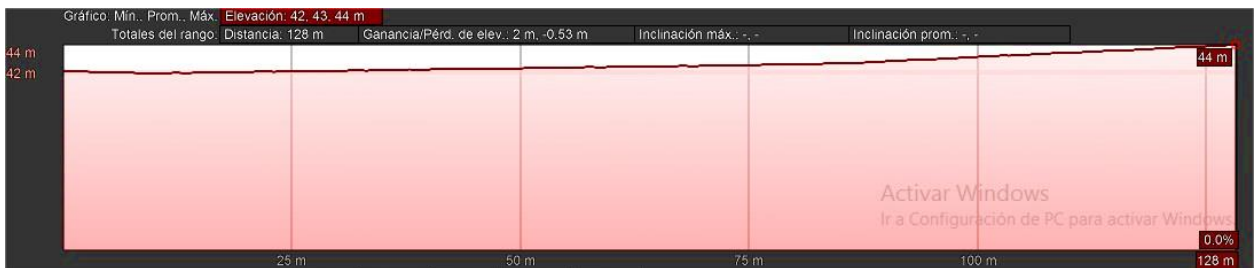 Gráfico: Mín., Prom., Máx. Elevación: 42, 43, 44 m
Totales del rango: Distancia: 128 m Ganancia/Pérd. de elev.: 2 m, -0.53 m Inclinación máx.: -, - Inclinación prom.: -, -
44 m
44 m
42 m
Activar Windows
Ir a Configuración de PC para activar Windows.
0.0%
25 m 50 m 75 m 100 m 128 m